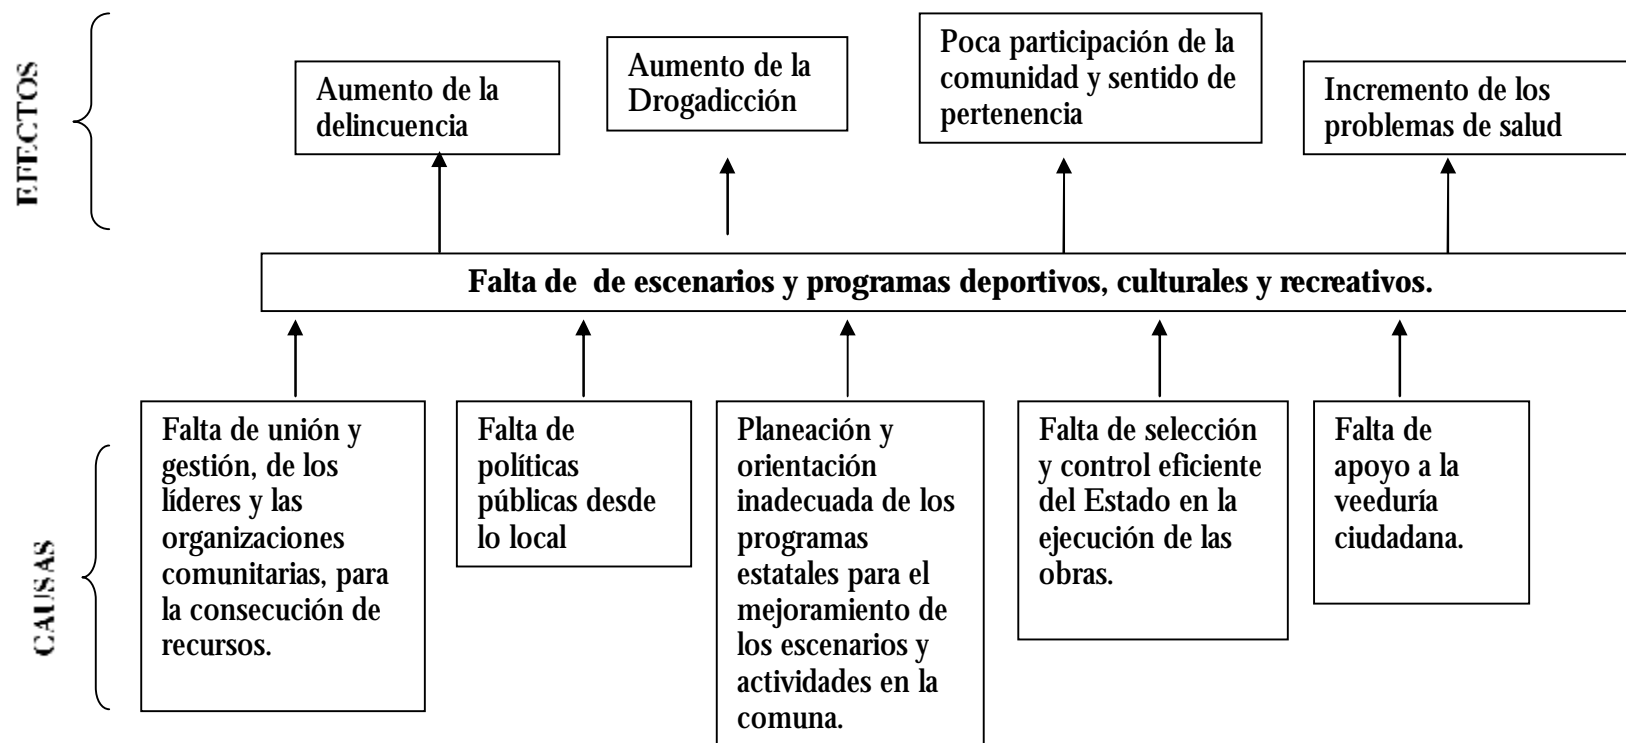 EFECTOS
Aumento de la
delincuencia
Aumento de la
Drogadicción
Poca participación de la
comunidad y sentido de
pertenencia
Incremento de los
problemas de salud
Falta de  de escenarios y programas deportivos, culturales y recreativos.
CAUSAS
Falta de unión y
gestión, de los
líderes y las
organizaciones
comunitarias, para
la consecución de
recursos.
Falta de
políticas
públicas desde
lo local
Planeación y
orientación
inadecuada de los
programas
estatales para el
mejoramiento de
los escenarios y
actividades en la
comuna.
Falta de selección
y control eficiente
del Estado en la
ejecución de las
obras.
Falta de
apoyo a la
veeduría
ciudadana.